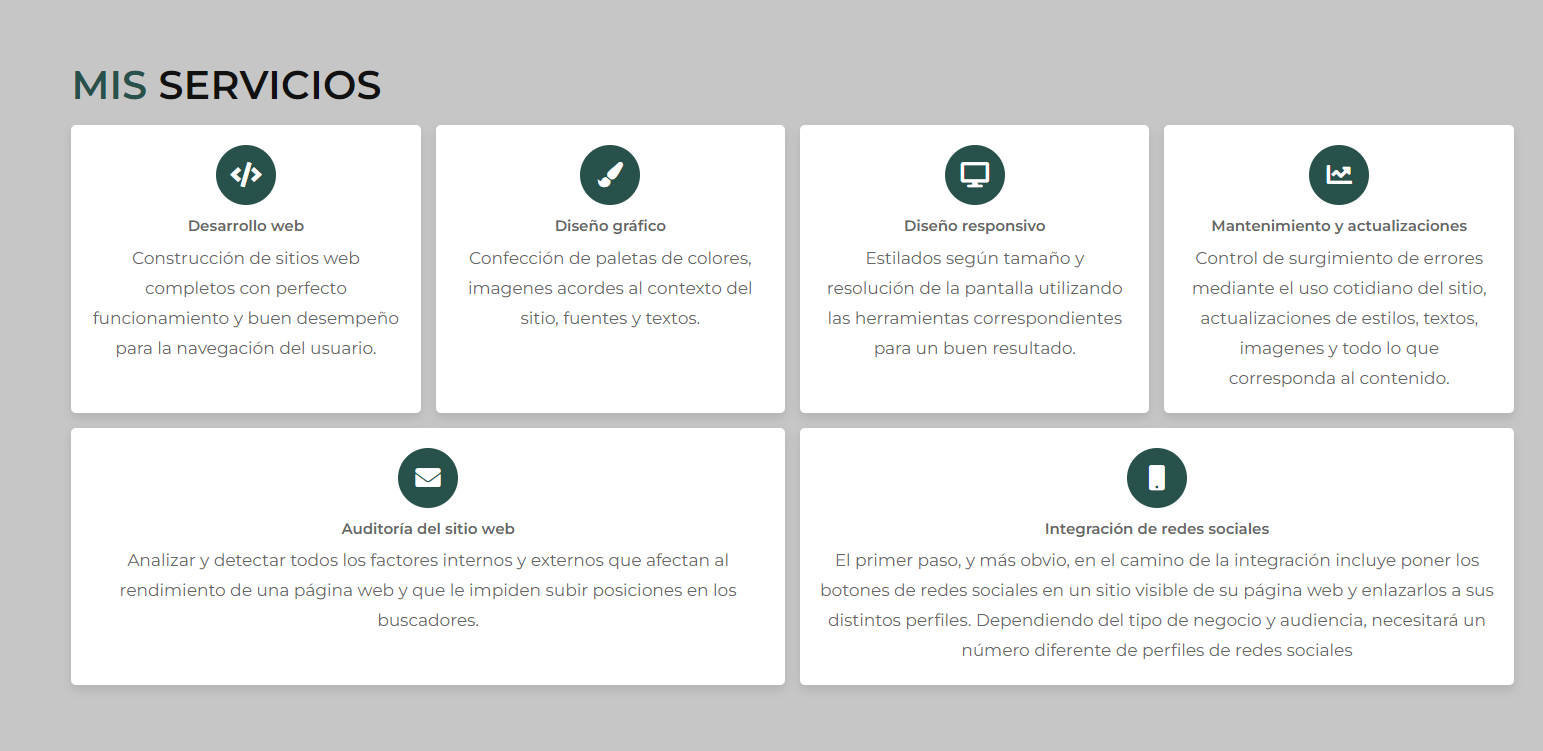 MIS SERVICIOS
Desarrollo web
Construcción de sitios web
completos con perfecto
funcionamiento y buen desempeño
para la navegación del usuario.
Diseño gráfico
Confección de paletas de colores,
imagenes acordes al contexto del
sitio, fuentes y textos.
Diseño responsivo
Estilados según tamaño y
resolución de la pantalla utilizando
las herramientas correspondientes
para un buen resultado.
Mantenimiento y actualizaciones
Control de surgimiento de errores
mediante el uso cotidiano del sitio,
actualizaciones de estilos, textos,
imagenes y todo lo que
corresponda al contenido.
Auditoría del sitio web
Analizar y detectar todos los factores internos y externos que afectan al
rendimiento de una página web y que le impiden subir posiciones en los
buscadores.
Integración de redes sociales
El primer paso, y más obvio, en el camino de la integración incluye poner los
botones de redes sociales en un sitio visible de su página web y enlazarlos a sus
distintos perfiles. Dependiendo del tipo de negocio y audiencia, necesitará un
número diferente de perfiles de redes sociales